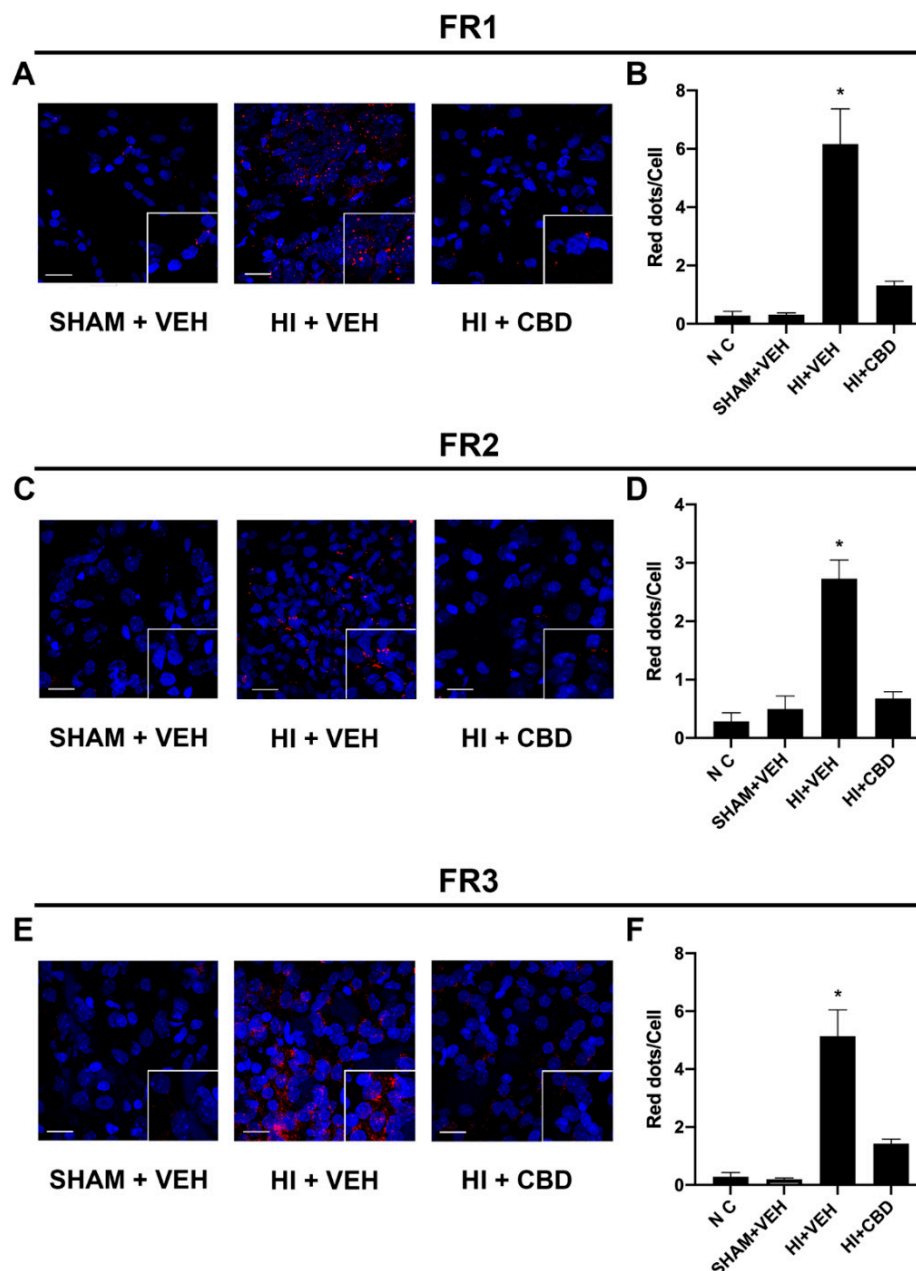 FR1
A
SHAM + VEH
HI + VEH
HI + CBD
B
Red dots/Cell
8
6
4
2
0
*
N C
SHAM+VEH
HI+VEH
HI+CBD
FR2
C
SHAM + VEH
HI + VEH
HI + CBD
D
Red dots/Cell
4
3
2
1
0
*
N C
SHAM+VEH
HI+VEH
HI+CBD
FR3
E
SHAM + VEH
HI + VEH
HI + CBD
F
Red dots/Cell
8
6
4
2
0
*
N C
SHAM+VEH
HI+VEH
HI+CBD